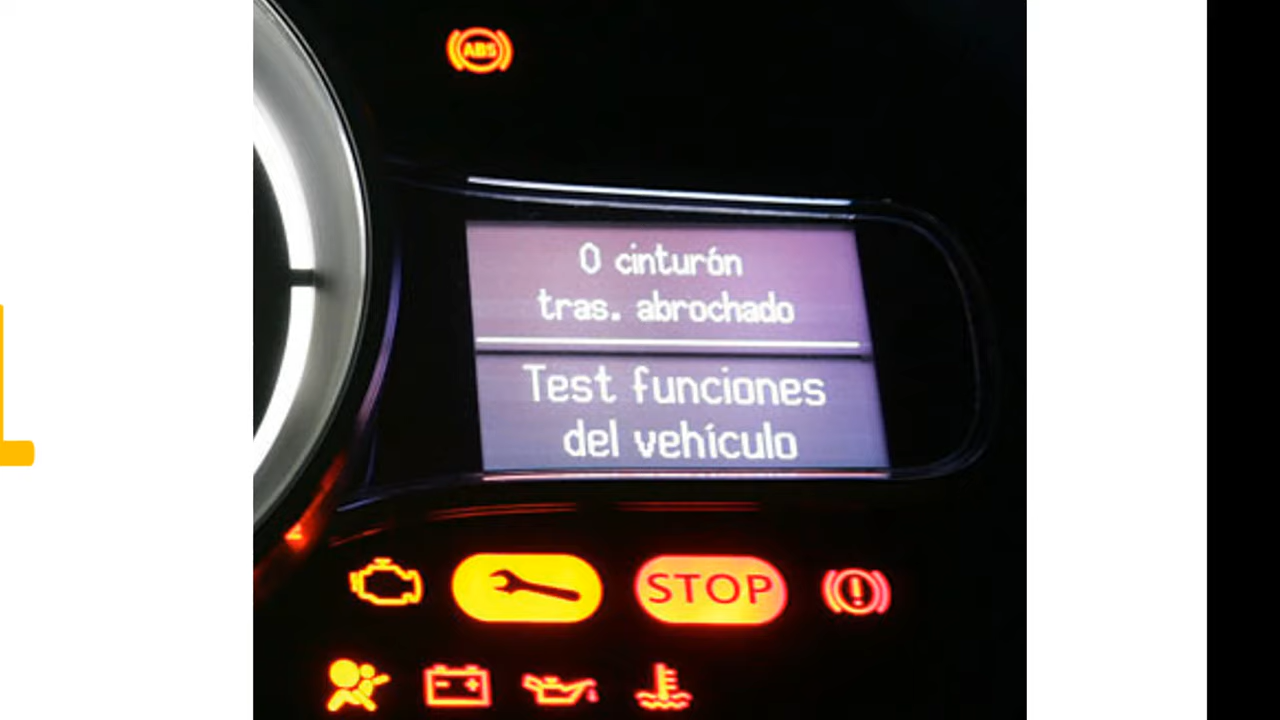 ABS
0 cinturón
tras. abrochado
Test funciones
del vehículo
STOP